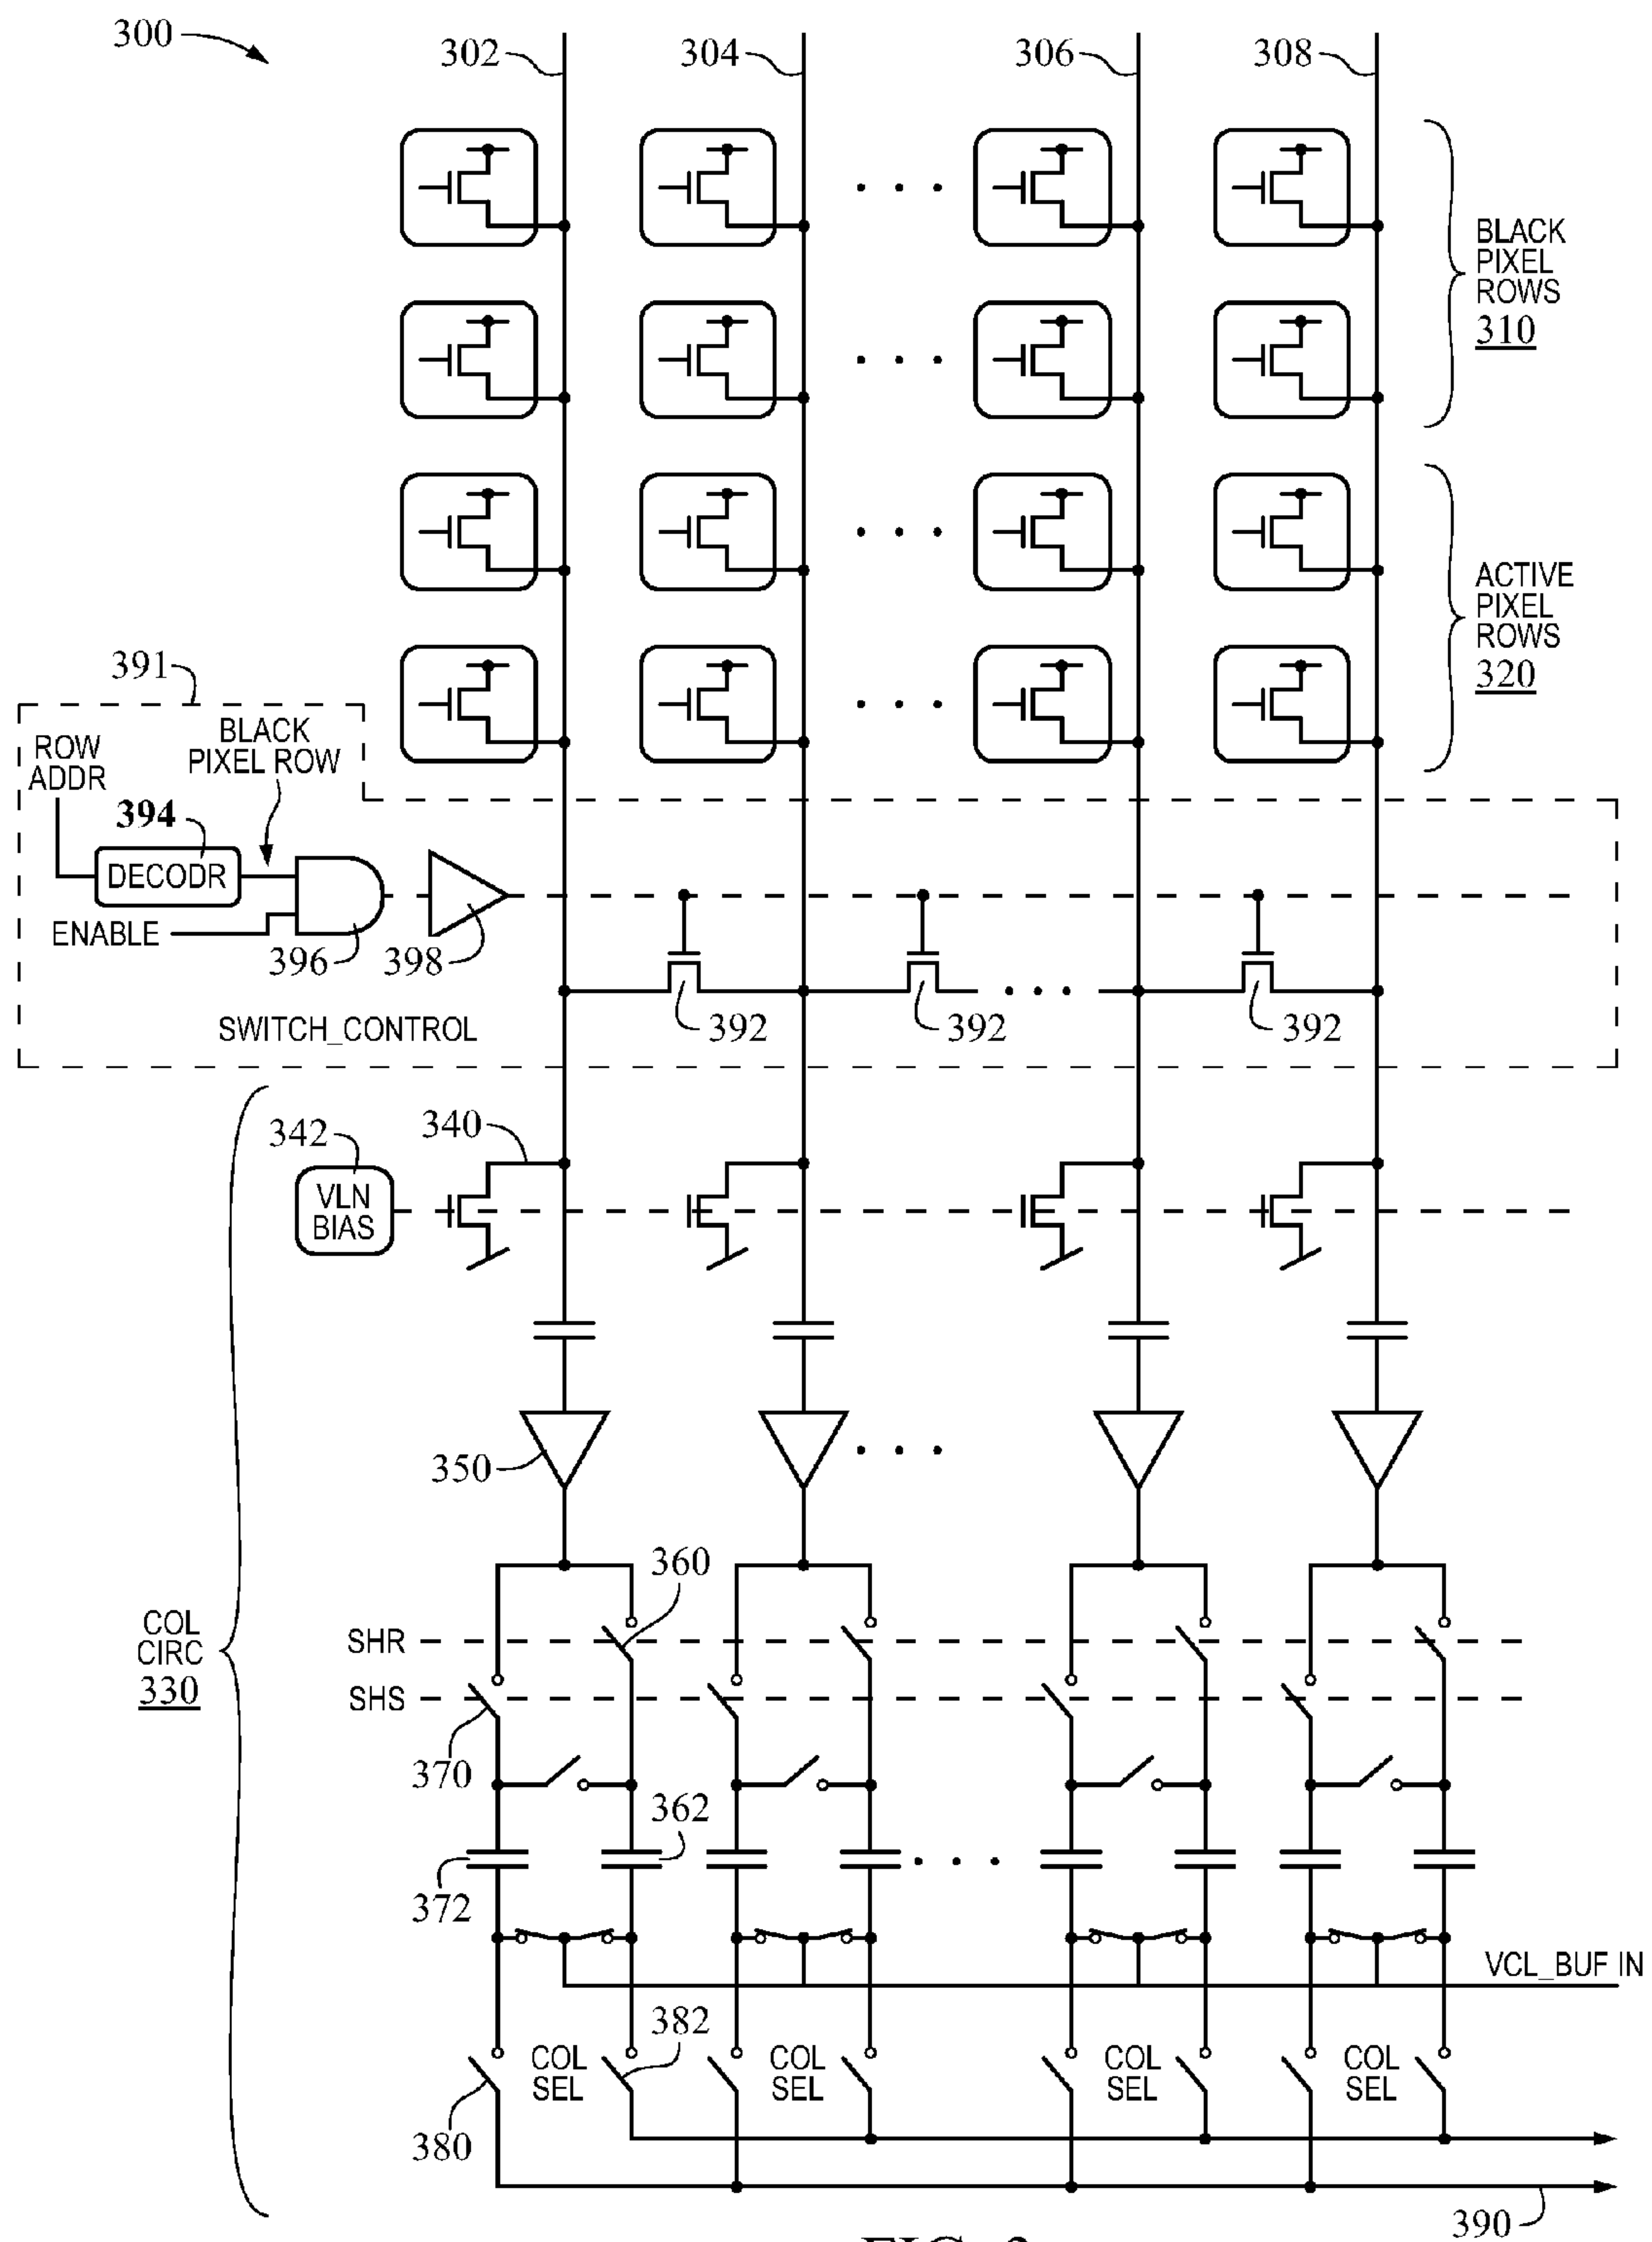 300
302
304
306
308
BLACK
PIXEL
ROWS
310
ACTIVE
PIXEL
ROWS
320
391
ROW
ADDR
BLACK
PIXEL ROW
394
DECODR
ENABLE
396
398
392
392
392
SWITCH_CONTROL
342
340
VLN
BIAS
350
360
COL
CIRC
330
SHR
SHS
370
362
372
VCL_BUF IN
382
COL
SEL
COL
SEL
COL
SEL
COL
SEL
380
390